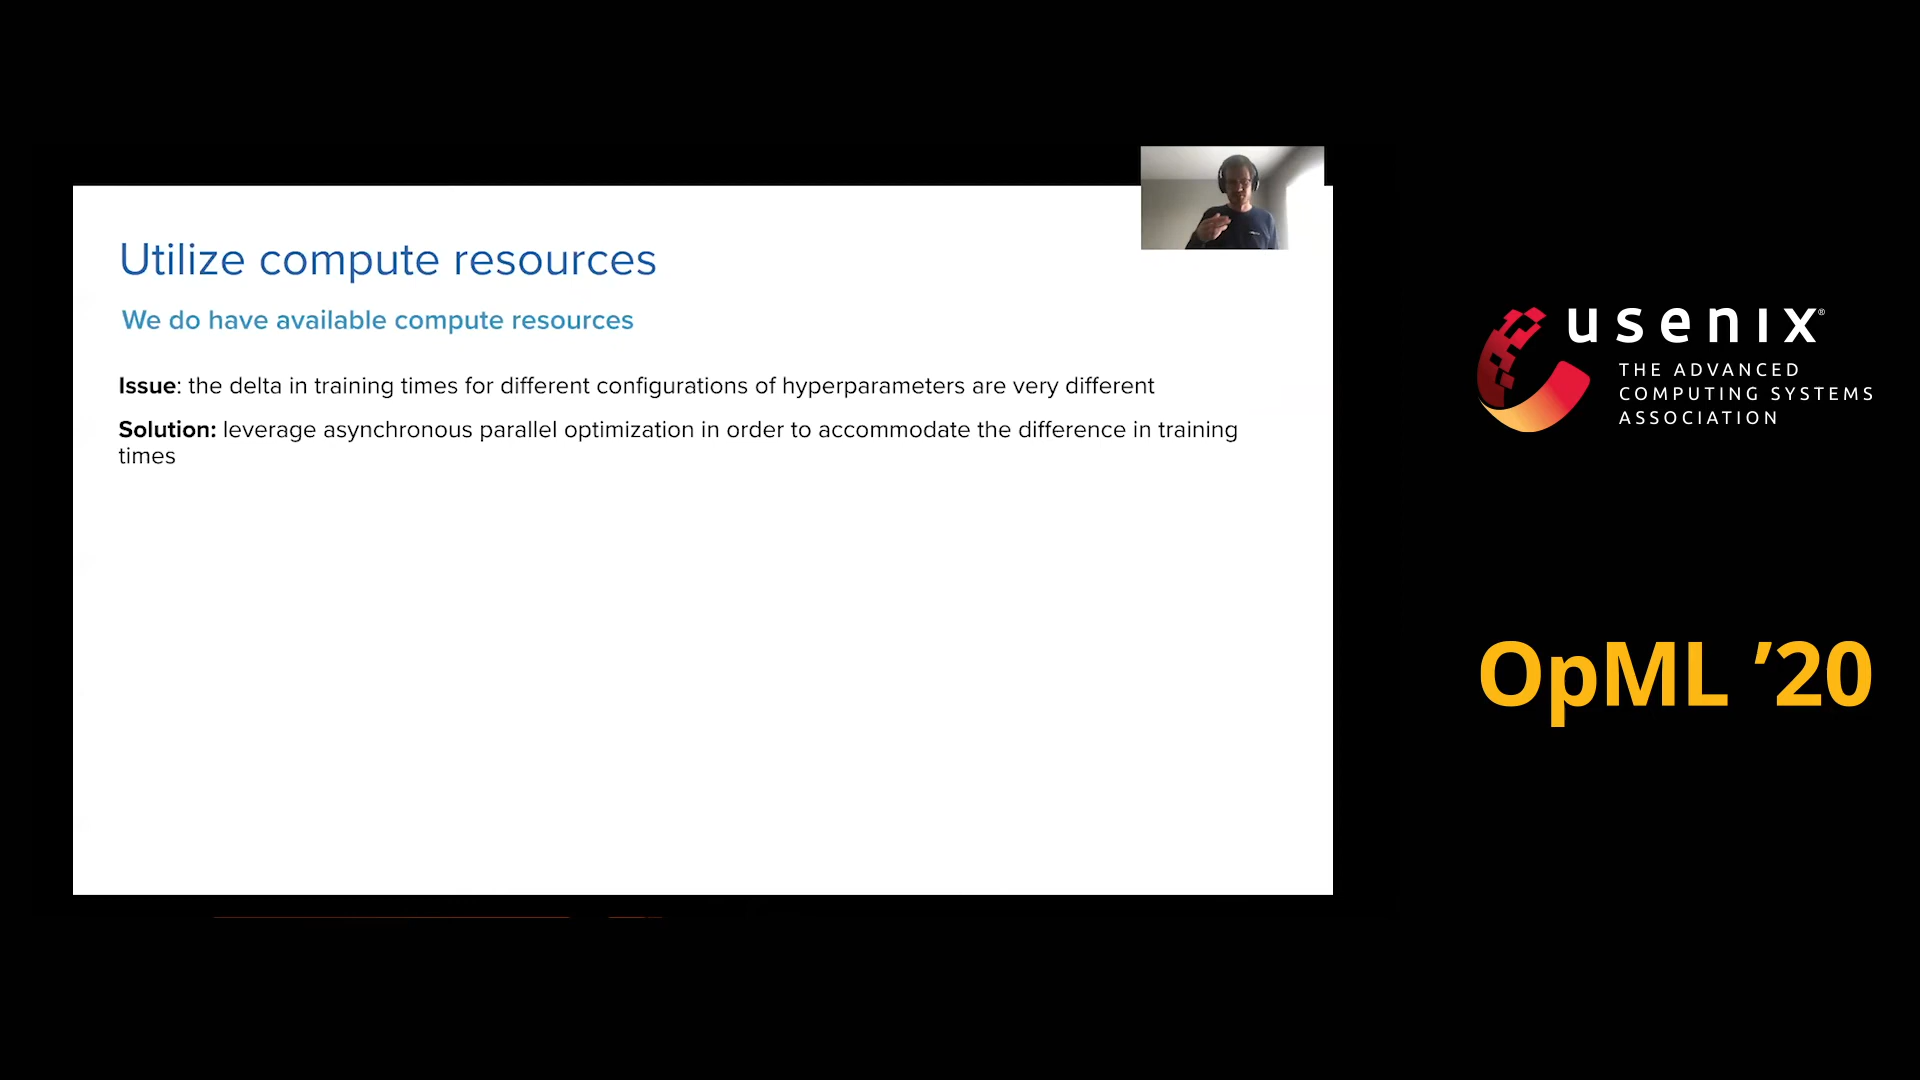 Utilize compute resources
We do have available compute resources
Issue: the delta in training times for different configurations of hyperparameters are very different
Solution: leverage asynchronous parallel optimization in order to accommodate the difference in training
times
usenix®
THE ADVANCED
COMPUTING SYSTEMS
ASSOCIATION
OpML ’20